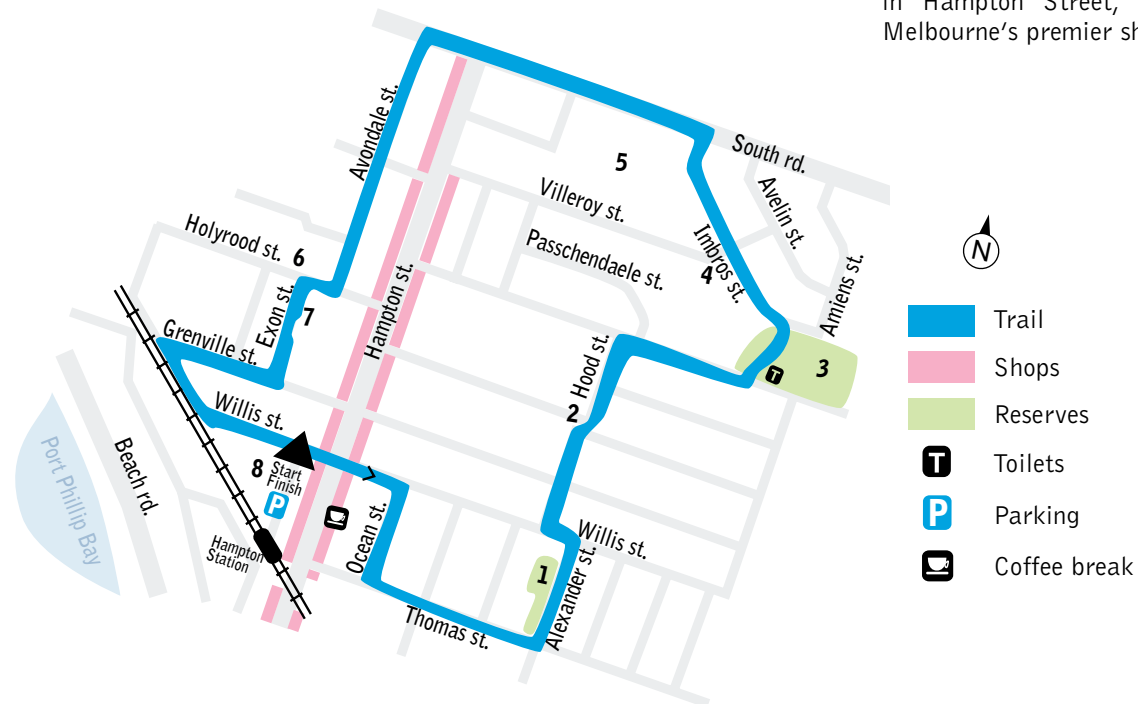 in Hampton Street,
Melbourne's premier
South rd.
Avondale st.
Avelin st.
5
Villeroy st.
Imbros st.
Passchendaele st.
Holyrood st.
6
4
Amiens st.
Hampton st.
Exon st.
7
Grenville st.
Hood st.
3
T
2
Willis st.
8
Start
Finish
P
Beach rd.
Port Phillip Bay
Ocean st.
Hampton
Station
Willis st.
1
Alexander st.
Thomas st.
N
Trail
Shops
Reserves
T
Toilets
P
Parking
Coffee break